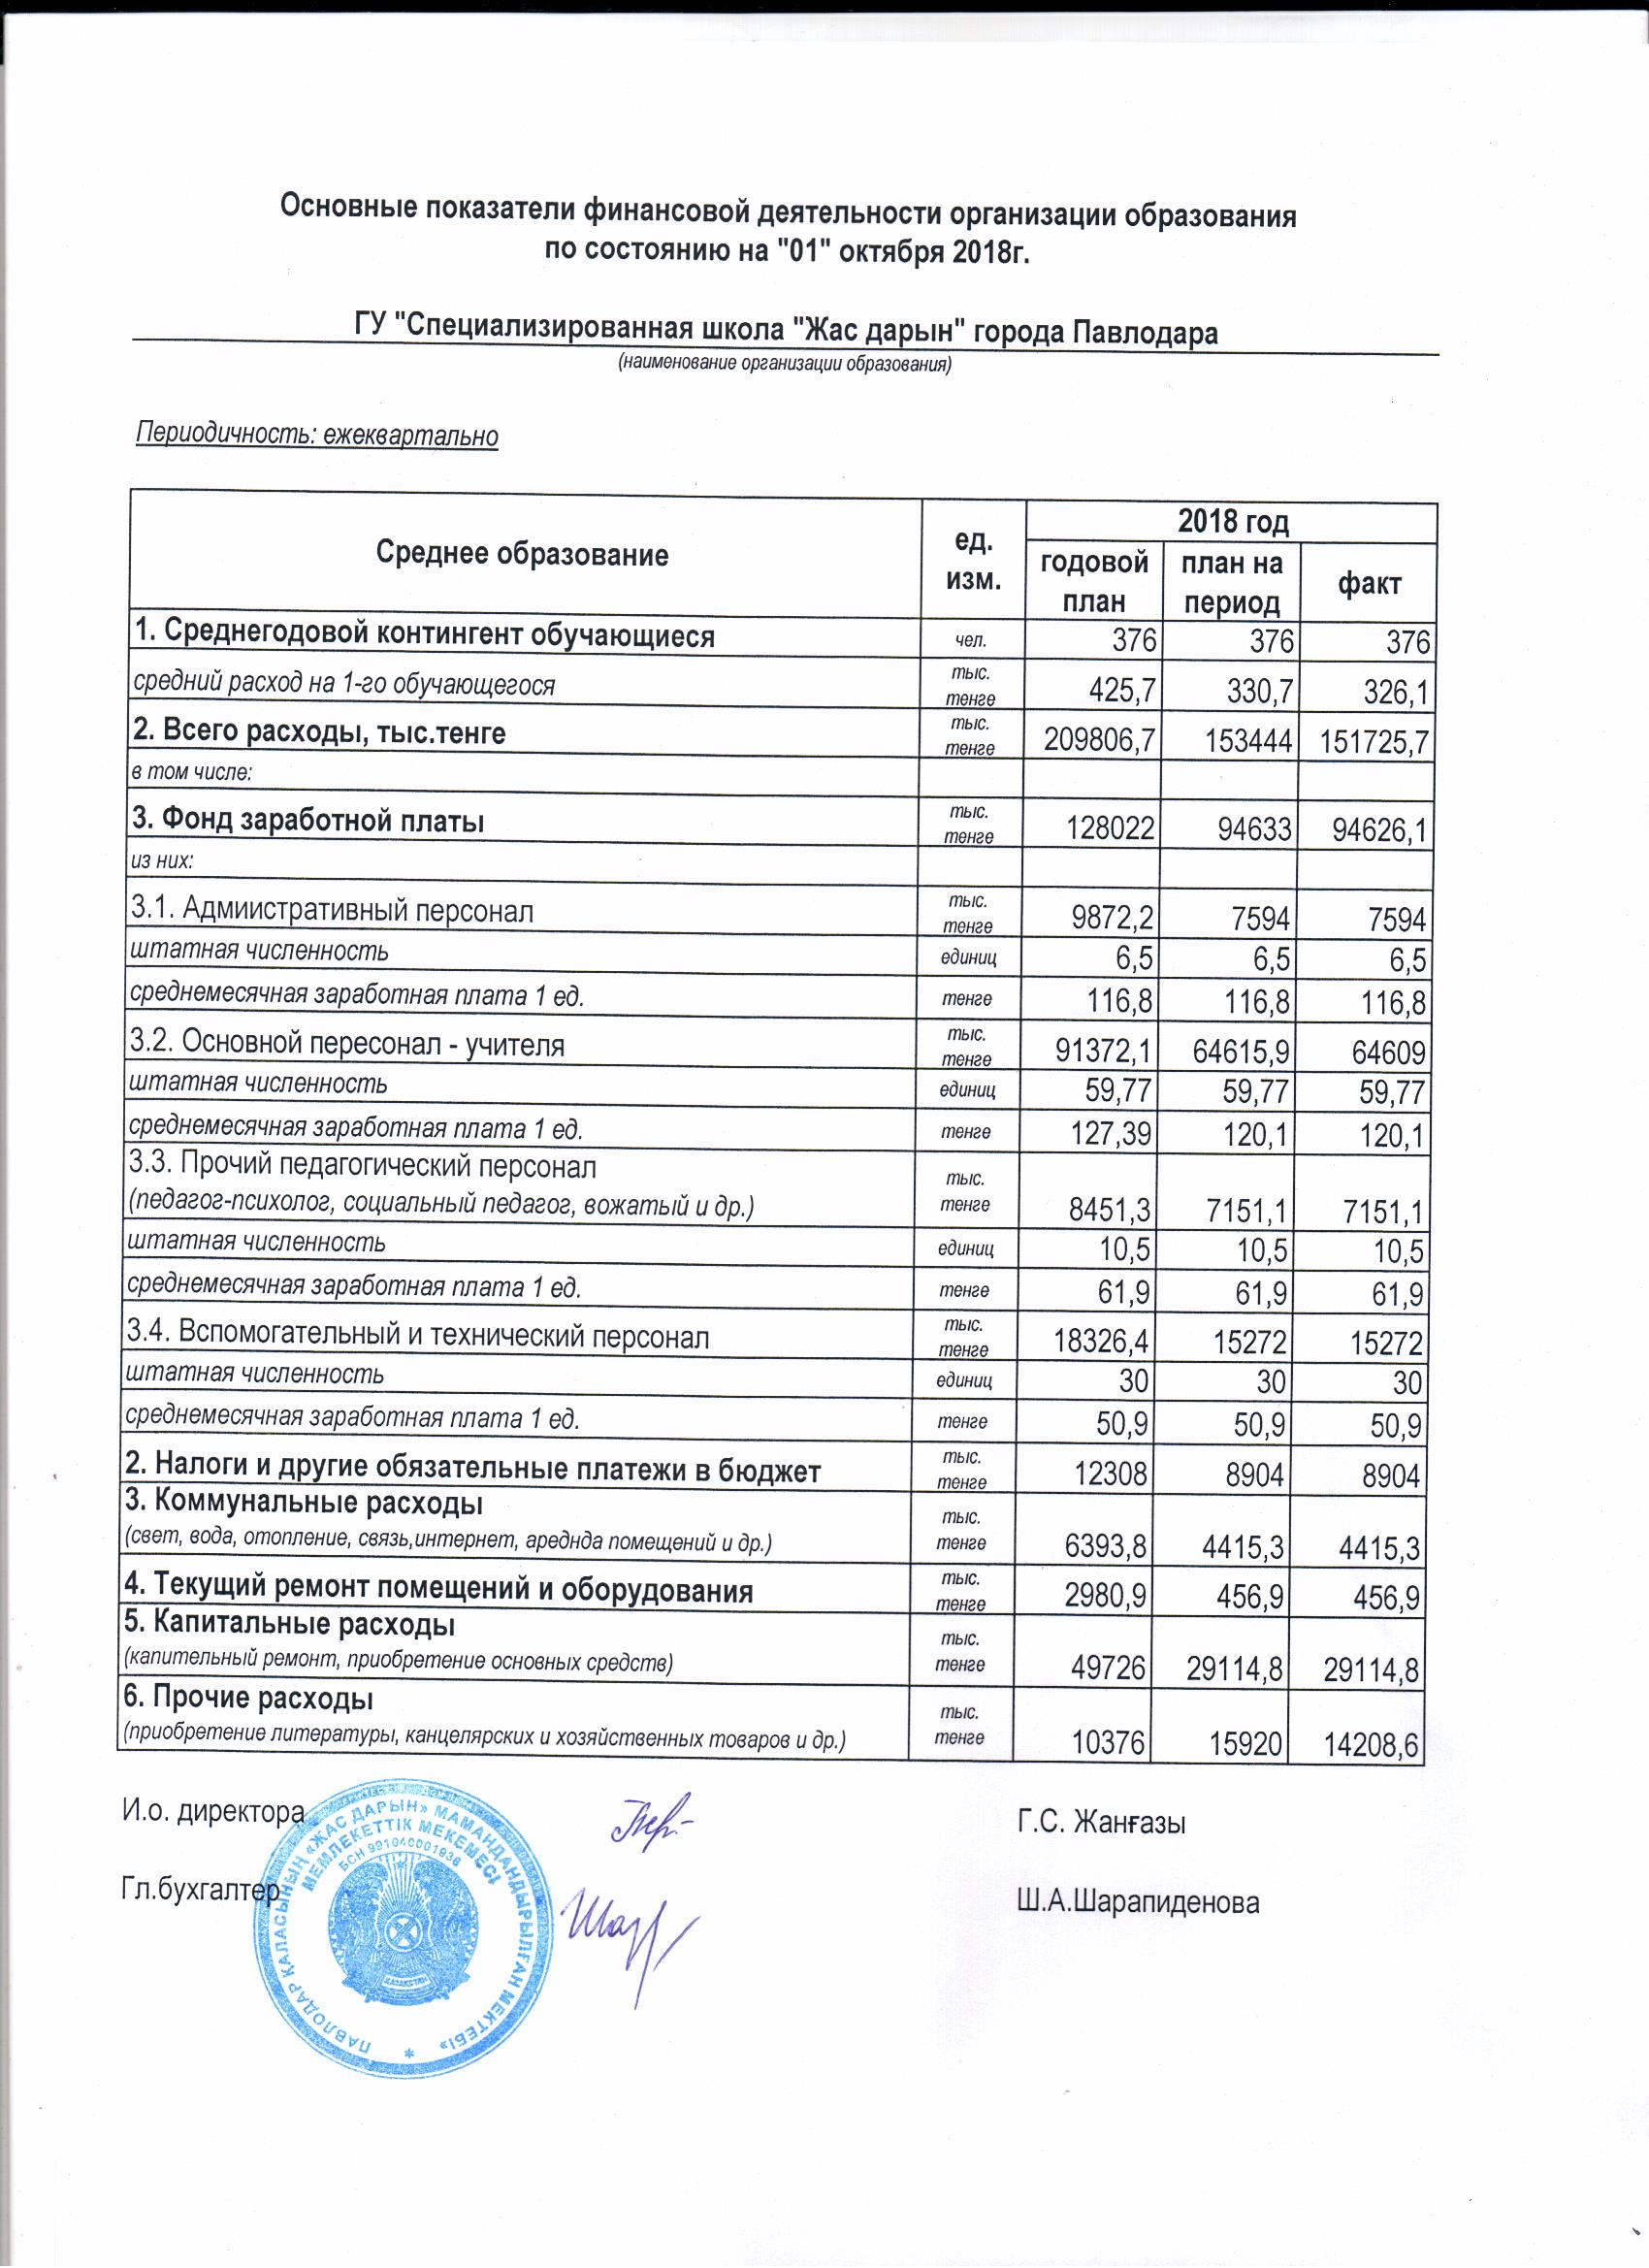 Основные показатели финансовой деятельности организации образования
по состоянию на "01" октября 2018г.
ГУ "Специализированная школа "Жас дарын" города Павлодара
(наименование организации образования)
Периодичность: ежеквартально
Среднее образование ед. изм. 2018 год
годовой план план на период факт
1. Среднегодовой контингент обучающиеся чел. 376 376 376
средний расход на 1-го обучающегося тыс. тенге 425,7 330,7 326,1
2. Всего расходы, тыс.тенге тыс. тенге 209806,7 153444 151725,7
в том числе:
3. Фонд заработной платы тыс. тенге 128022 94633 94626,1
из них:
3.1. Адмиистративный персонал тыс. тенге 9872,2 7594 7594
штатная численность единиц 6,5 6,5 6,5
среднемесячная заработная плата 1 ед. тенге 116,8 116,8 116,8
3.2. Основной пересонал - учителя тыс. тенге 91372,1 64615,9 64609
штатная численность единиц 59,77 59,77 59,77
среднемесячная заработная плата 1 ед. тенге 127,39 120,1 120,1
3.3. Прочий педагогический персонал
(педагог-психолог, социальный педагог, вожатый и др.) тыс. тенге 8451,3 7151,1 7151,1
штатная численность единиц 10,5 10,5 10,5
среднемесячная заработная плата 1 ед. тенге 61,9 61,9 61,9
3.4. Вспомогательный и технический персонал тыс. тенге 18326,4 15272 15272
штатная численность единиц 30 30 30
среднемесячная заработная плата 1 ед. тенге 50,9 50,9 50,9
2. Налоги и другие обязательные платежи в бюджет тыс. тенге 12308 8904 8904
3. Коммунальные расходы
(свет, вода, отопление, связь,интернет, ареднда помещений и др.) тыс. тенге 6393,8 4415,3 4415,3
4. Текущий ремонт помещений и оборудования тыс. тенге 2980,9 456,9 456,9
5. Капитальные расходы
(капительный ремонт, приобретение основных средств) тыс. тенге 49726 29114,8 29114,8
6. Прочие расходы
(приобретение литературы, канцелярских и хозяйственных товаров и др.) тыс. тенге 10376 15920 14208,6
И.о. директора Г.С. Жанғазы
Гл.бухгалтер Ш.А.Шарапиденова
ПАВЛОДАР ҚАЛАСЫНЫҢ «ЖАС ДАРЫН» МАМАНДАНДЫРЫЛҒАН МЕКТЕБІ»
МЕМЛЕКЕТТІК МЕКЕМЕСІ
БСН 991040001936
ҚАЗАҚСТАН